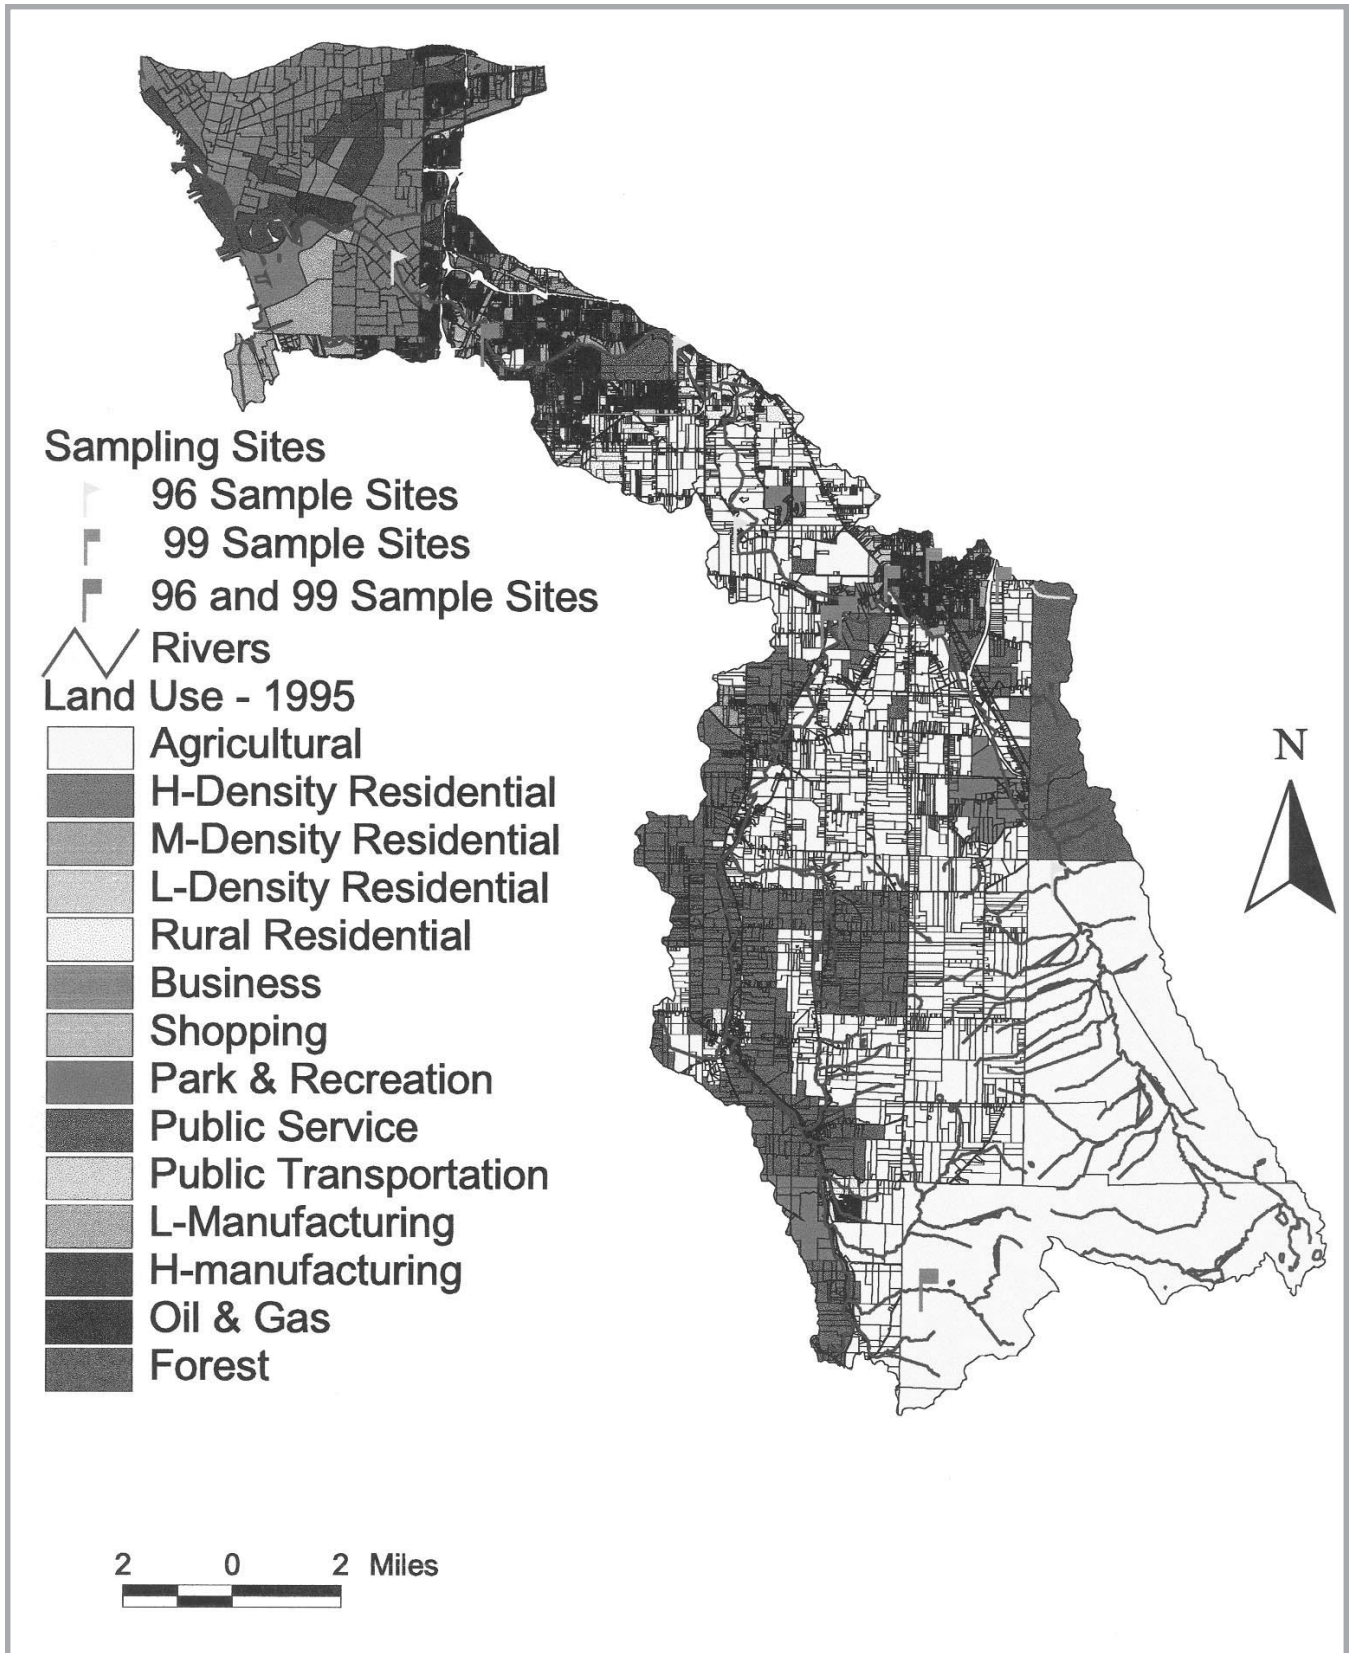 Sampling Sites
96 Sample Sites
99 Sample Sites
96 and 99 Sample Sites
Rivers
Land Use - 1995
Agricultural
H-Density Residential
M-Density Residential
L-Density Residential
Rural Residential
Business
Shopping
Park & Recreation
Public Service
Public Transportation
L-Manufacturing
H-manufacturing
Oil & Gas
Forest
N
2 0 2 Miles